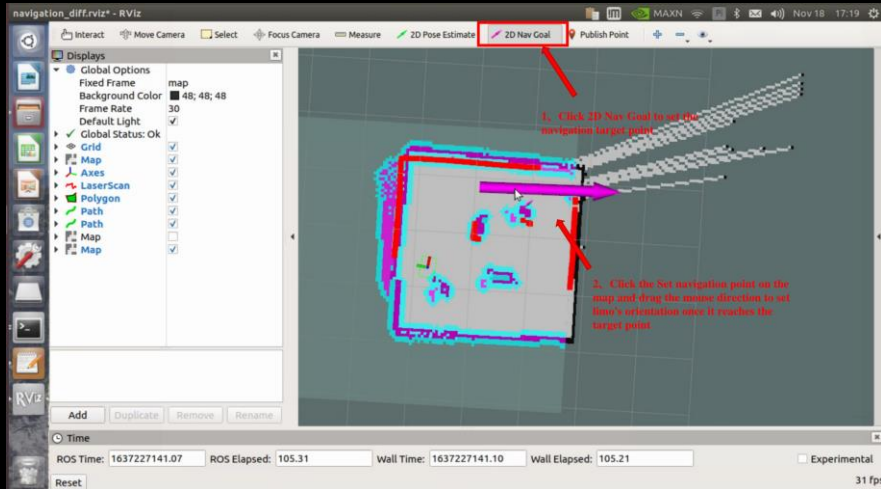 navigation_diff.rviz* - RViz
MAXN
Nov 18 17:19
Interact
Move Camera
Select
Focus Camera
Measure
2D Pose Estimate
2D Nav Goal
Publish Point
Displays
Global Options
Fixed Frame map
Background Color 48; 48; 48
Frame Rate 30
Default Light
Global Status: Ok
Grid
Map
Axes
LaserScan
Polygon
Path
Path
Map
Map
1、Click 2D Nav Goal to set the
navigation target point
2、Click the Set navigation point on the
map and drag the mouse direction to set
limo's orientation once it reaches the
target point
RViz
Add
Duplicate
Remove
Rename
Time
ROS Time: 1637227141.07
ROS Elapsed: 105.31
Wall Time: 1637227141.10
Wall Elapsed: 105.21
Experimental
Reset
31 fps